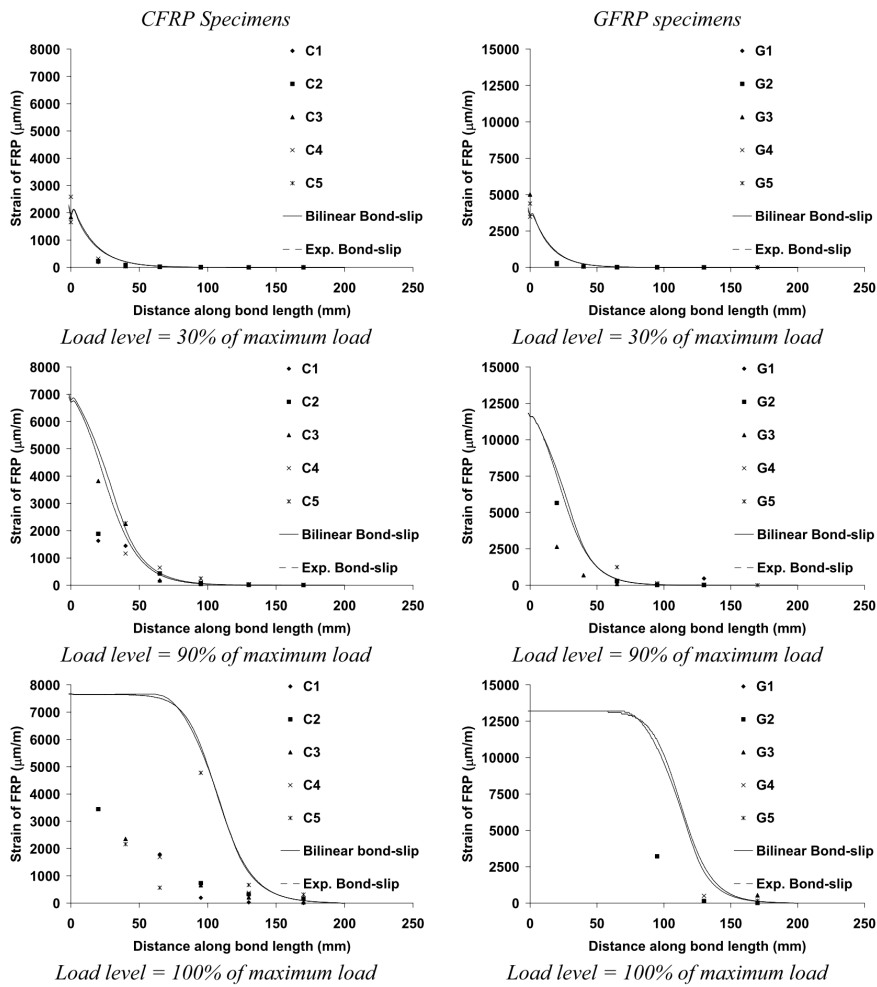 CFRP Specimens
GFRP specimens
8000
7000
6000
5000
4000
3000
2000
1000
0
Strain of FRP (μm/m)
0 50 100 150 200 250
Distance along bond length (mm)
C1
C2
C3
C4
C5
Bilinear Bond-slip
Exp. Bond-slip
Load level = 30% of maximum load
15000
12500
10000
7500
5000
2500
0
Strain of FRP (μm/m)
0 50 100 150 200 250
Distance along bond length (mm)
G1
G2
G3
G4
G5
Bilinear Bond-slip
Exp. Bond-slip
Load level = 30% of maximum load
8000
7000
6000
5000
4000
3000
2000
1000
0
Strain of FRP (μm/m)
0 50 100 150 200 250
Distance along bond length (mm)
C1
C2
C3
C4
C5
Bilinear Bond-slip
Exp. Bond-slip
Load level = 90% of maximum load
15000
12500
10000
7500
5000
2500
0
Strain of FRP (μm/m)
0 50 100 150 200 250
Distance along bond length (mm)
G1
G2
G3
G4
G5
Bilinear Bond-slip
Exp. Bond-slip
Load level = 90% of maximum load
8000
7000
6000
5000
4000
3000
2000
1000
0
Strain of FRP (μm/m)
0 50 100 150 200 250
Distance along bond length (mm)
C1
C2
C3
C4
C5
Bilinear bond-slip
Exp. Bond-slip
Load level = 100% of maximum load
15000
12500
10000
7500
5000
2500
0
Strain of FRP (μm/m)
0 50 100 150 200 250
Distance along bond length (mm)
G1
G2
G3
G4
G5
Bilinear Bond-slip
Exp. Bond-slip
Load level = 100% of maximum load